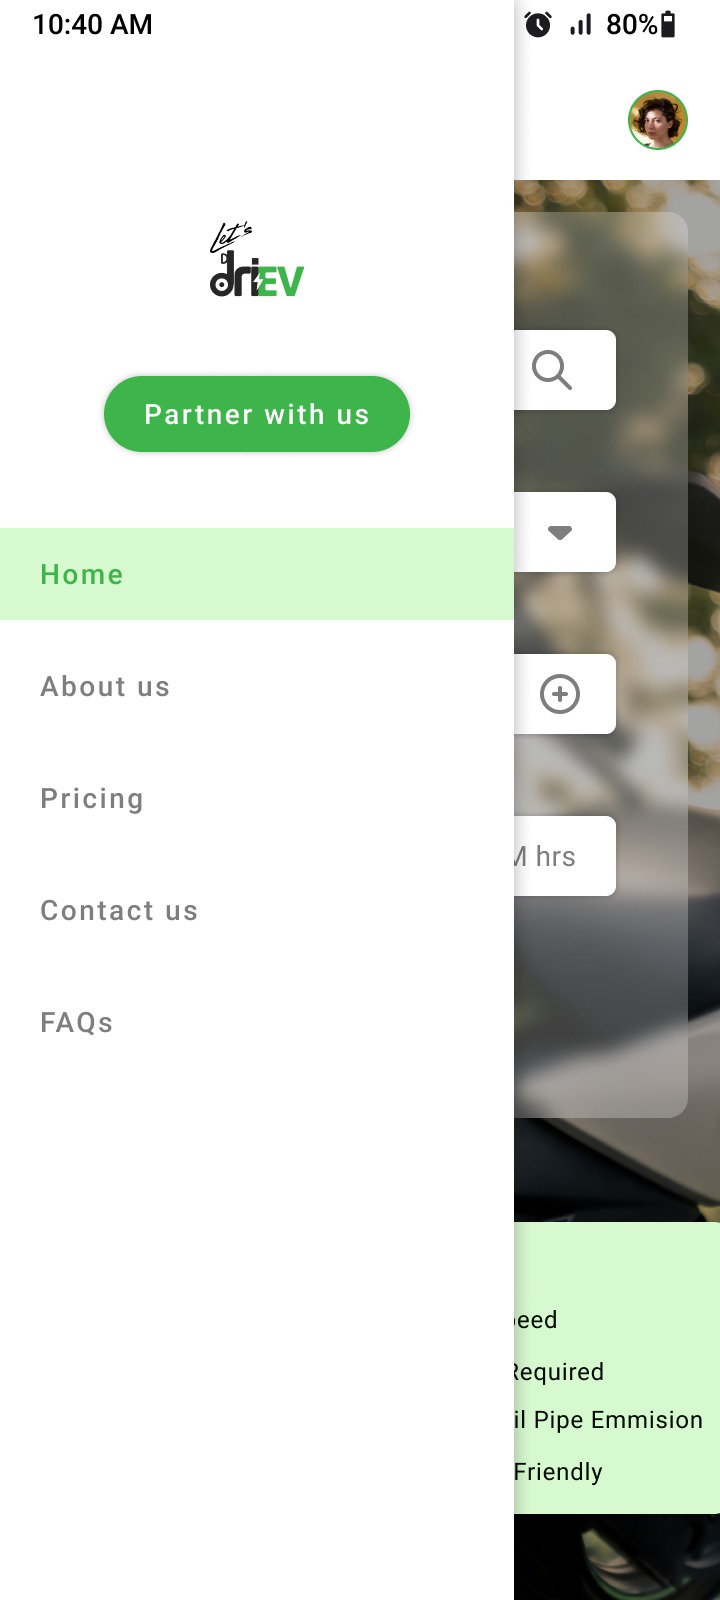 10:40 AM
80%
Let's
driEV
Partner with us
Home
About us
Pricing
Contact us
FAQs
M hrs
peed
Required
il Pipe Emmision
Friendly